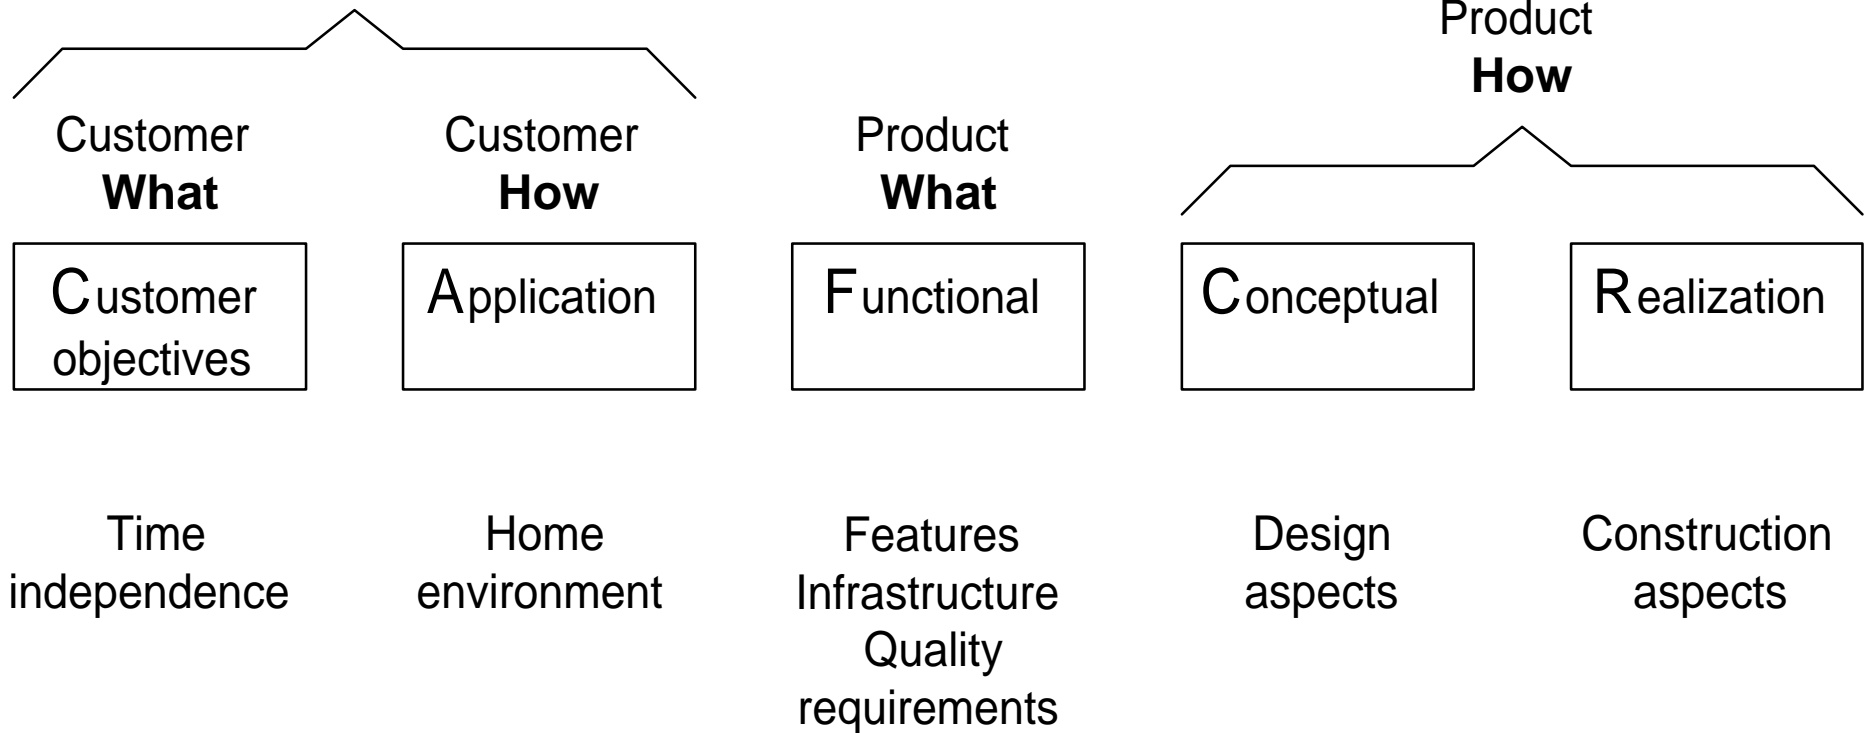 Product
How
Customer
What
Customer
How
Product
What
Customer
objectives
Application
Functional
Conceptual
Realization
Time
independence
Home
environment
Features
Infrastructure
Quality
requirements
Design
aspects
Construction
aspects